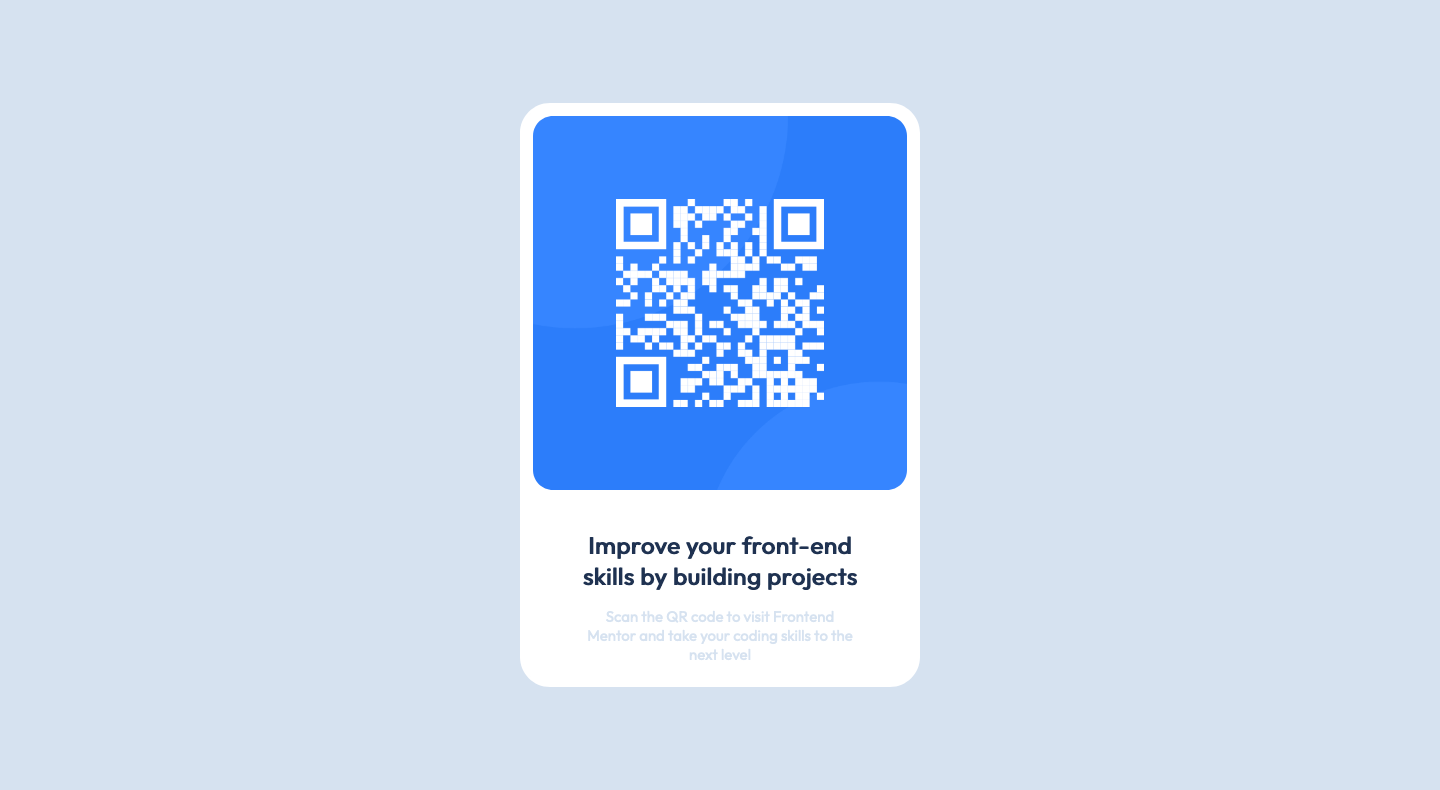 Improve your front-end
skills by building projects
Scan the QR code to visit Frontend
Mentor and take your coding skills to the
next level